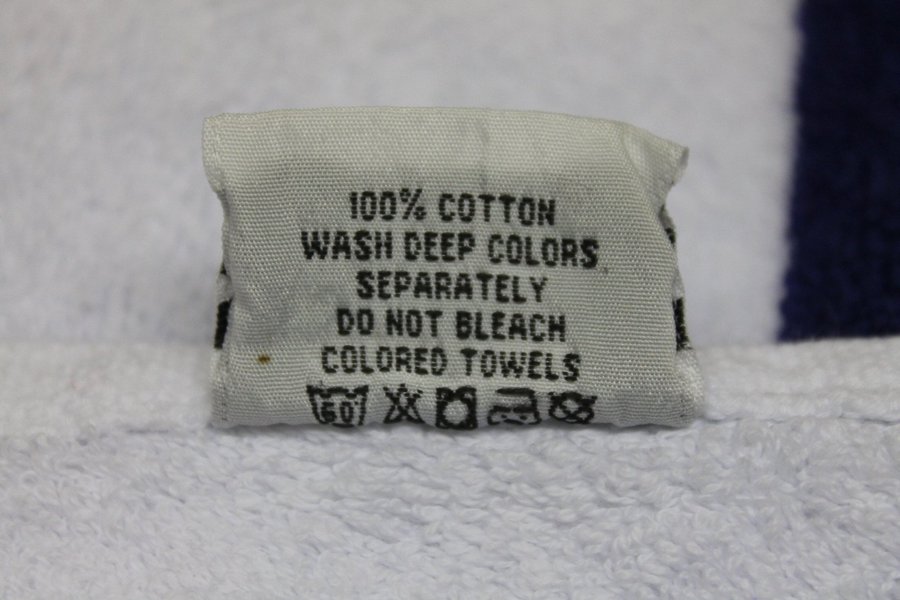 100% COTTON
WASH DEEP COLORS
SEPARATELY
DO NOT BLEACH
COLORED TOWELS
60